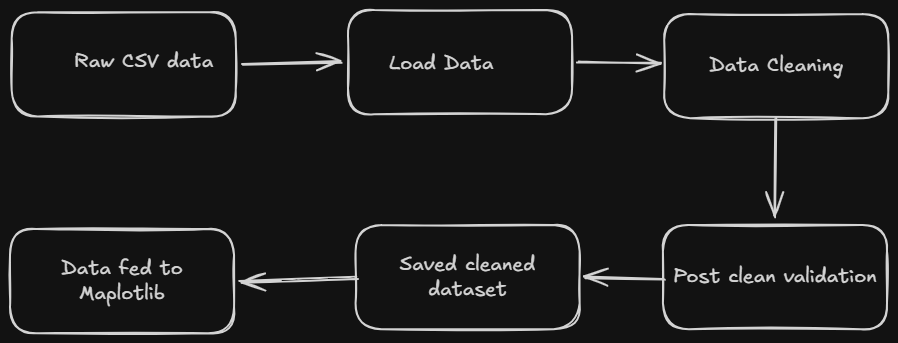 Raw CSV data
Load Data
Data Cleaning
Post clean validation
Saved cleaned
dataset
Data fed to
Maplotlib